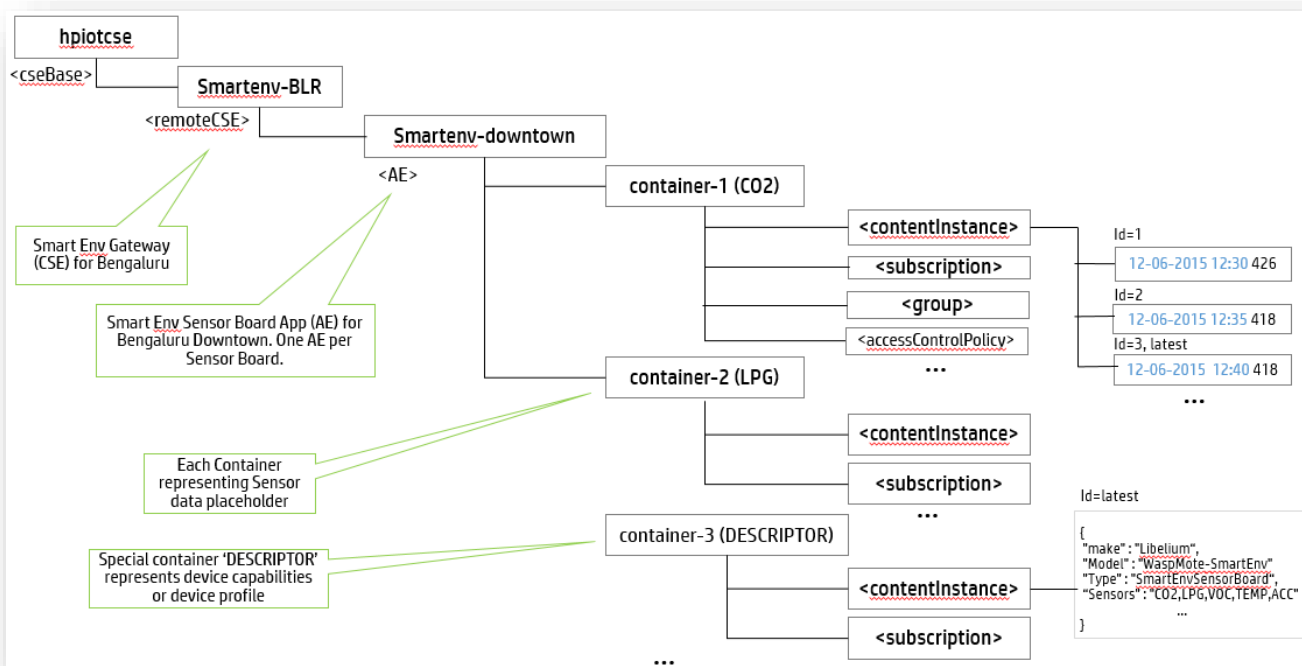 hpiotcse
<cseBase>
Smartenv-BLR
<remoteCSE>
Smartenv-downtown
<AE>
container-1 (CO2)
<contentInstance>
Id=1
12-06-2015 12:30 426
<subscription>
Id=2
12-06-2015 12:35 418
<group>
<accessControlPolicy>
Id=3, latest
12-06-2015 12:40 418
...
...
Smart Env Gateway
(CSE) for Bengaluru
Smart Env Sensor Board App (AE) for
Bengaluru Downtown. One AE per
Sensor Board.
container-2 (LPG)
<contentInstance>
<subscription>
...
Each Container
representing Sensor
data placeholder
container-3 (DESCRIPTOR)
Special container ‘DESCRIPTOR’
represents device capabilities
or device profile
<contentInstance>
<subscription>
Id=latest
{
"make" : "Libelium",
"Model" : "WaspMote-SmartEnv"
"Type" : "SmartEnvSensorBoard",
"Sensors" : "CO2,LPG,VOC,TEMP,ACC"
...
}
...